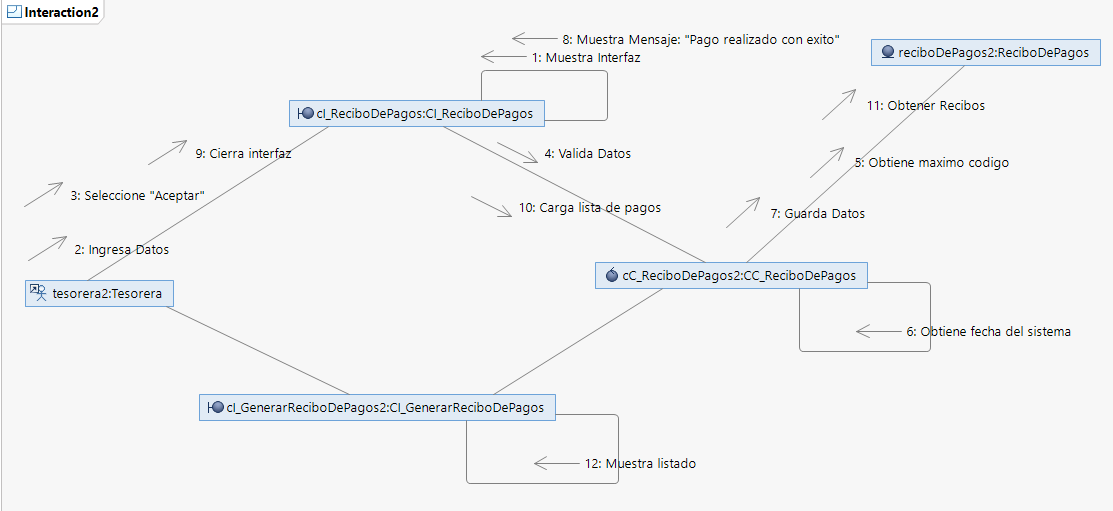 Interaction2
8: Muestra Mensaje: "Pago realizado con exito"
1: Muestra Interfaz
reciboDePagos2:ReciboDePagos
cI_ReciboDePagos:CI_ReciboDePagos
11: Obtener Recibos
9: Cierra interfaz
4: Valida Datos
5: Obtiene maximo codigo
3: Seleccione "Aceptar"
10: Carga lista de pagos
7: Guarda Datos
2: Ingresa Datos
cC_ReciboDePagos2:CC_ReciboDePagos
tesorera2:Tesorera
6: Obtiene fecha del sistema
cI_GenerarReciboDePagos2:CI_GenerarReciboDePagos
12: Muestra listado